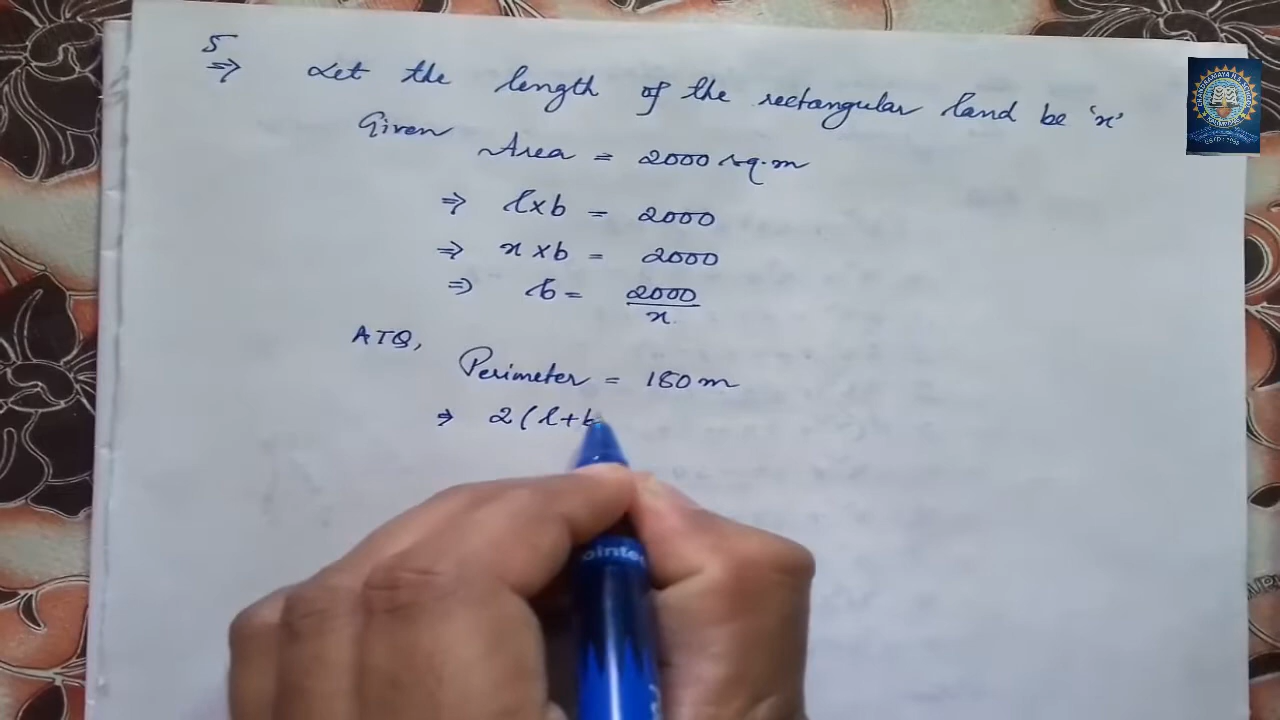 5
⇒ Let the length of the rectangular land be 'x'
Given
Area = 2000 sq.m
⇒ l×b = 2000
⇒ x×b = 2000
⇒ b = 2000/x
ATQ,
Perimeter = 180 m
⇒ 2(l+b
ointe